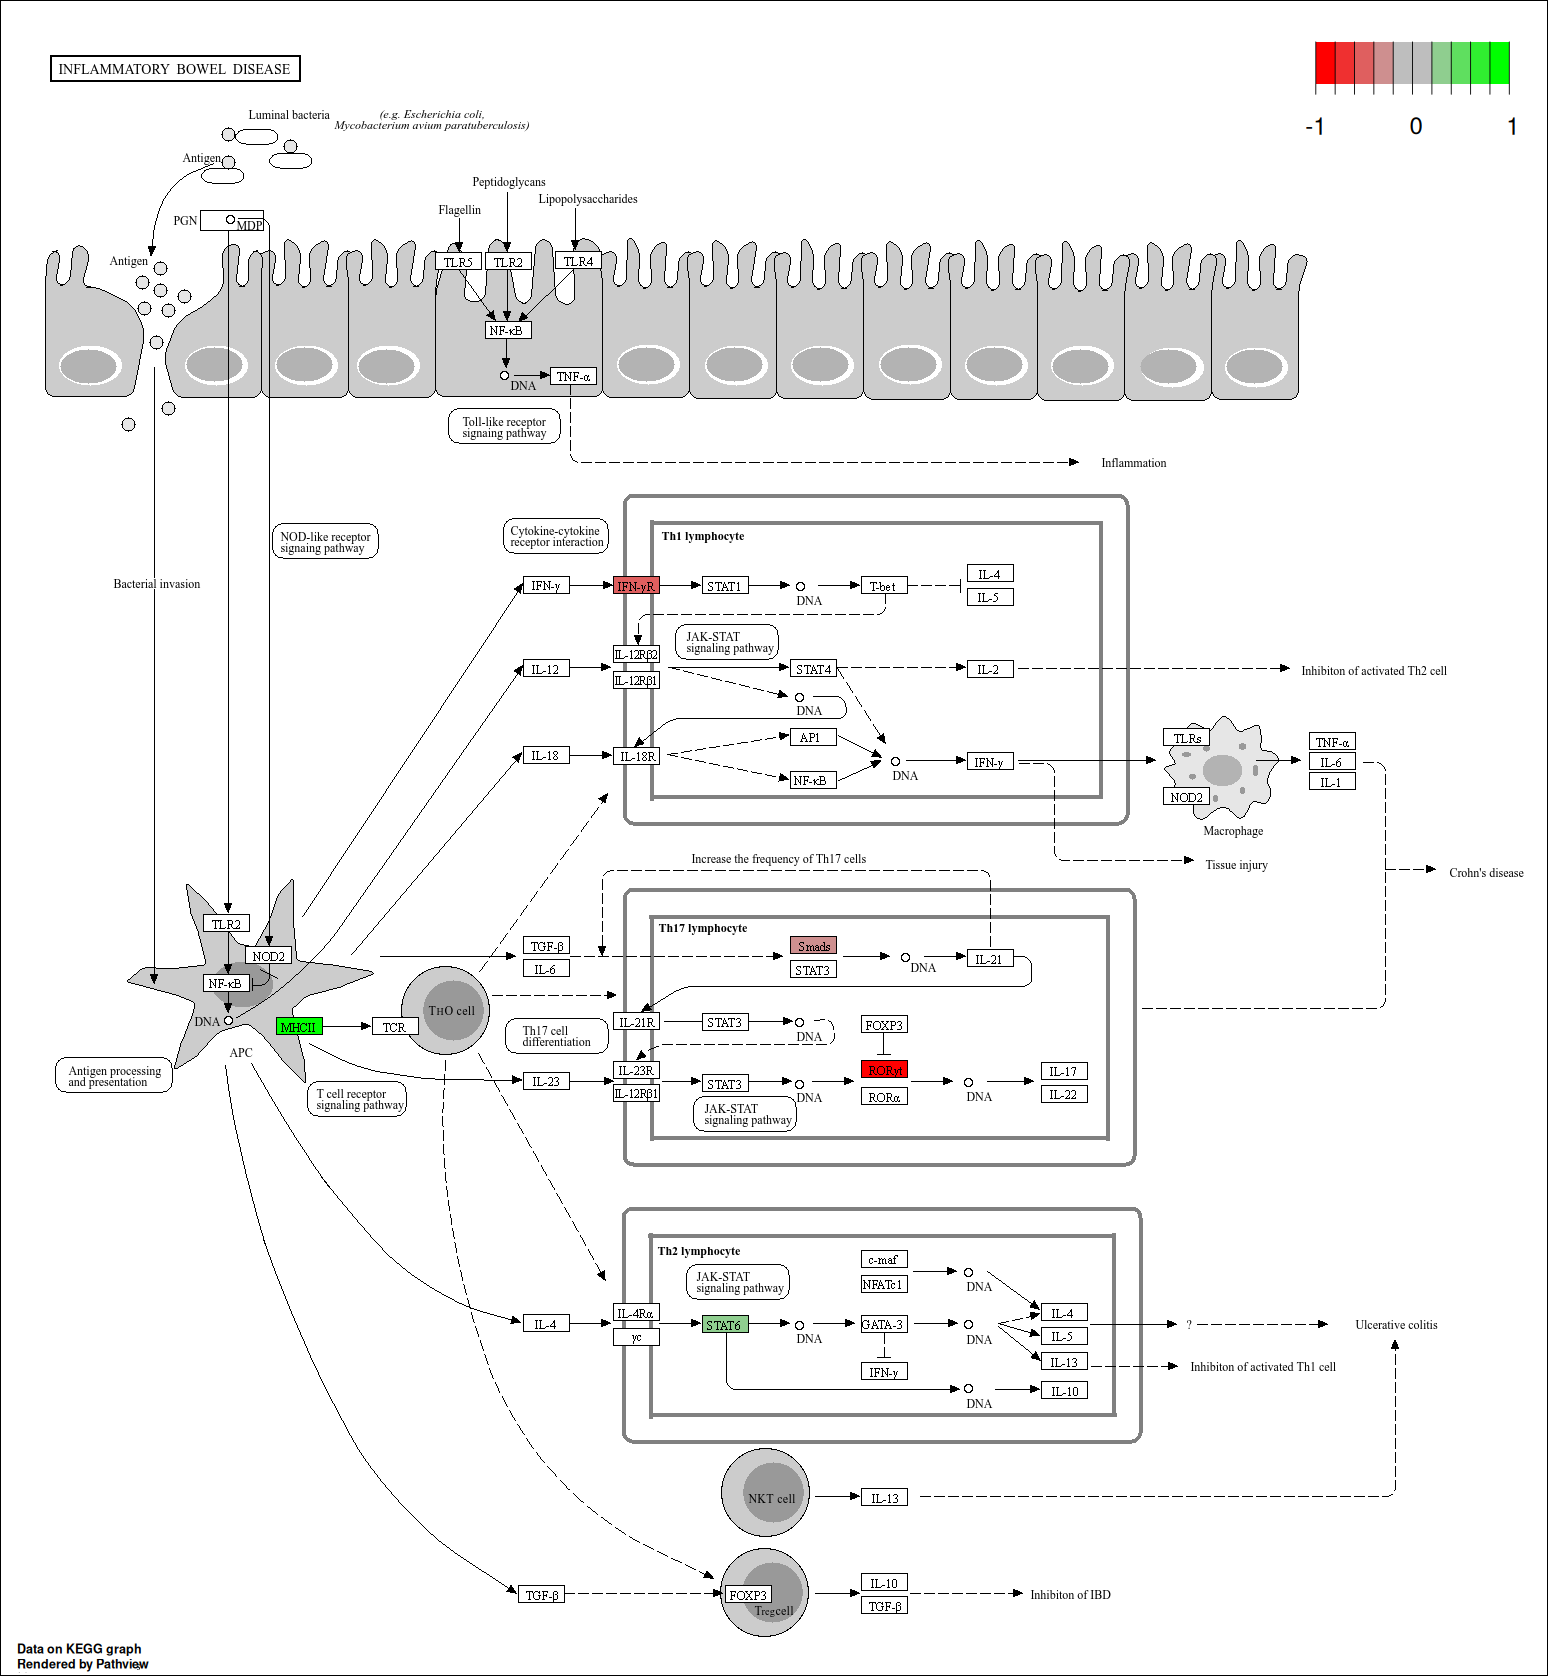 INFLAMMATORY BOWEL DISEASE
-1
0
1
Luminal bacteria
(e.g. Escherichia coli,
Mycobacterium avium paratuberculosis)
Antigen
PGN
MDP
Antigen
Peptidoglycans
Flagellin
Lipopolysaccharides
TLR5
TLR2
TLR4
NF-κB
DNA
TNF-α
Toll-like receptor
signaing pathway
Inflammation
NOD-like receptor
signaing pathway
Cytokine-cytokine
receptor interaction
Bacterial invasion
Th1 lymphocyte
IFN-γ
IFN-γR
STAT1
DNA
T-bet
IL-4
IL-5
IL-12
IL-12Rβ2
IL-12Rβ1
JAK-STAT
signaling pathway
STAT4
DNA
IL-2
Inhibiton of activated Th2 cell
IL-18
IL-18R
AP1
NF-κB
DNA
IFN-γ
TLRs
NOD2
Macrophage
TNF-α
IL-6
IL-1
Tissue injury
Crohn's disease
Increase the frequency of Th17 cells
TLR2
NOD2
NF-κB
DNA
MHCII
TCR
APC
TH0 cell
Antigen processing
and presentation
T cell receptor
signaling pathway
Th17 lymphocyte
TGF-β
IL-6
Smads
STAT3
DNA
IL-21
Th17 cell
differentiation
IL-21R
STAT3
DNA
FOXP3
IL-23
IL-23R
IL-12Rβ1
STAT3
DNA
RORγt
RORα
DNA
IL-17
IL-22
JAK-STAT
signaling pathway
Th2 lymphocyte
JAK-STAT
signaling pathway
c-maf
NFATc1
DNA
IL-4
IL-4Rα
γc
STAT6
DNA
GATA-3
IFN-γ
DNA
IL-4
IL-5
IL-13
DNA
IL-10
?
Ulcerative colitis
Inhibiton of activated Th1 cell
NKT cell
IL-13
TGF-β
FOXP3
Tregcell
IL-10
TGF-β
Inhibiton of IBD
Data on KEGG graph
Rendered by Pathview